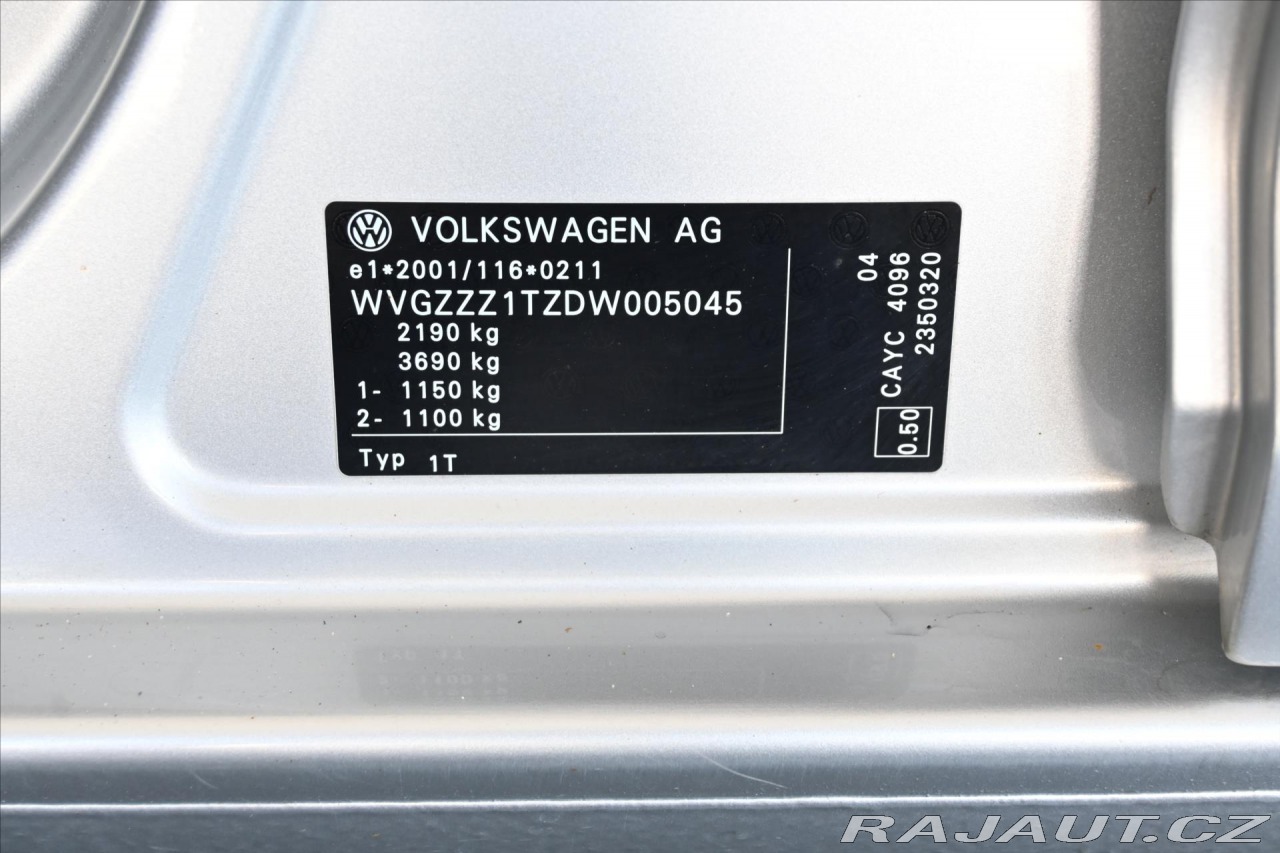 VOLKSWAGEN AG
e1*2001/116*0211
WVGZZZ1TZDW005045
2190 kg
3690 kg
1- 1150 kg
2- 1100 kg
Typ 1T
04
CAYC 4096
2350320
0.50
RAJAUT.CZ